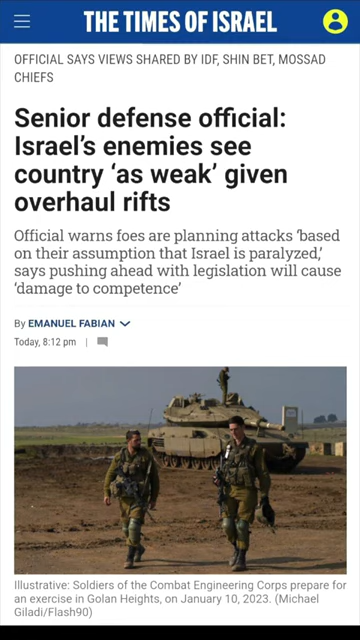 THE TIMES OF ISRAEL
OFFICIAL SAYS VIEWS SHARED BY IDF, SHIN BET, MOSSAD
CHIEFS
Senior defense official:
Israel's enemies see
country 'as weak' given
overhaul rifts
Official warns foes are planning attacks 'based
on their assumption that Israel is paralyzed,'
says pushing ahead with legislation will cause
'damage to competence'
By EMANUEL FABIAN
Today, 8:12 pm |
Illustrative: Soldiers of the Combat Engineering Corps prepare for
an exercise in Golan Heights, on January 10, 2023. (Michael
Giladi/Flash90)